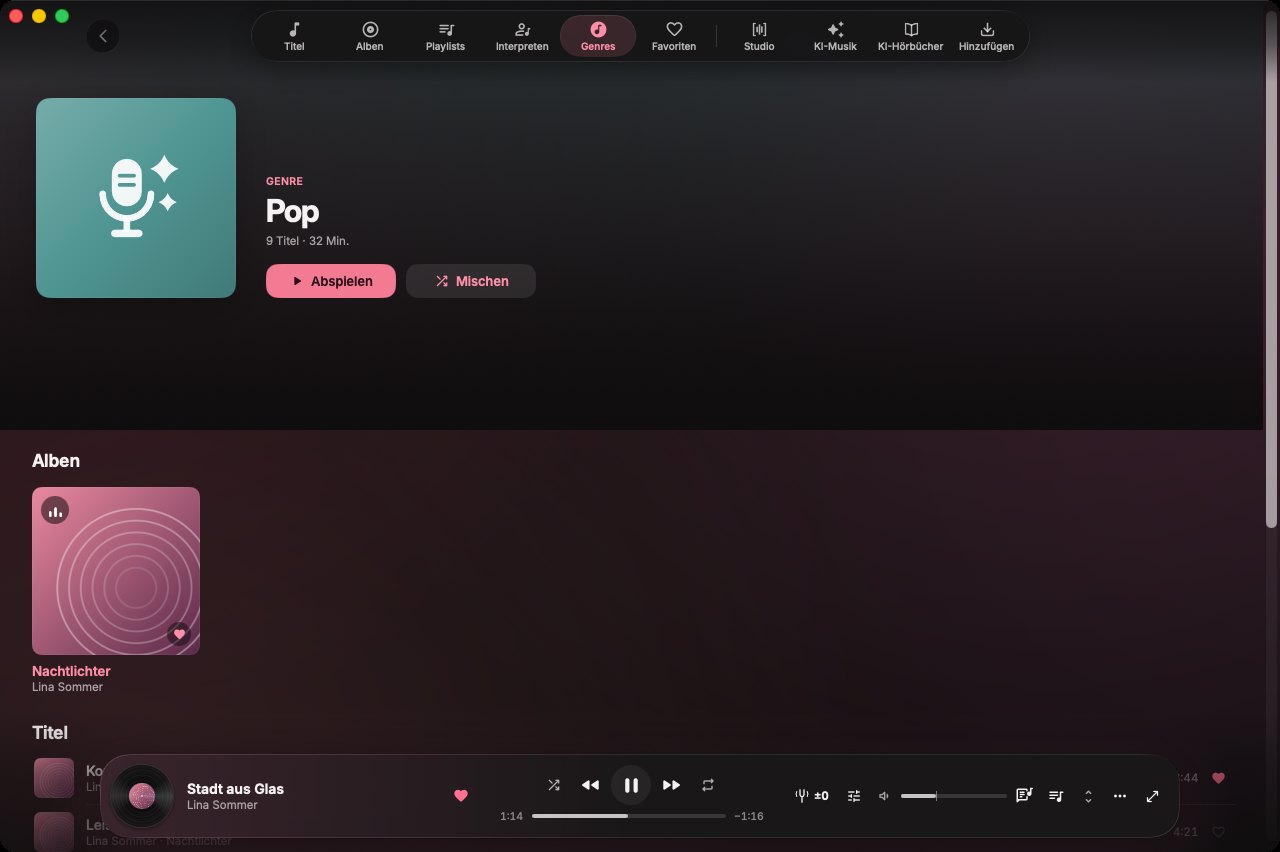 Titel
Alben
Playlists
Interpreten
Genres
Favoriten
Studio
KI-Musik
KI-Hörbücher
Hinzufügen
GENRE
Pop
9 Titel · 32 Min.
Abspielen
Mischen
Alben
Nachtlichter
Lina Sommer
Titel
:44
Stadt aus Glas
Lina Sommer
1:14
−1:16
±0
4:21
Lina Sommer · Nachtlichter